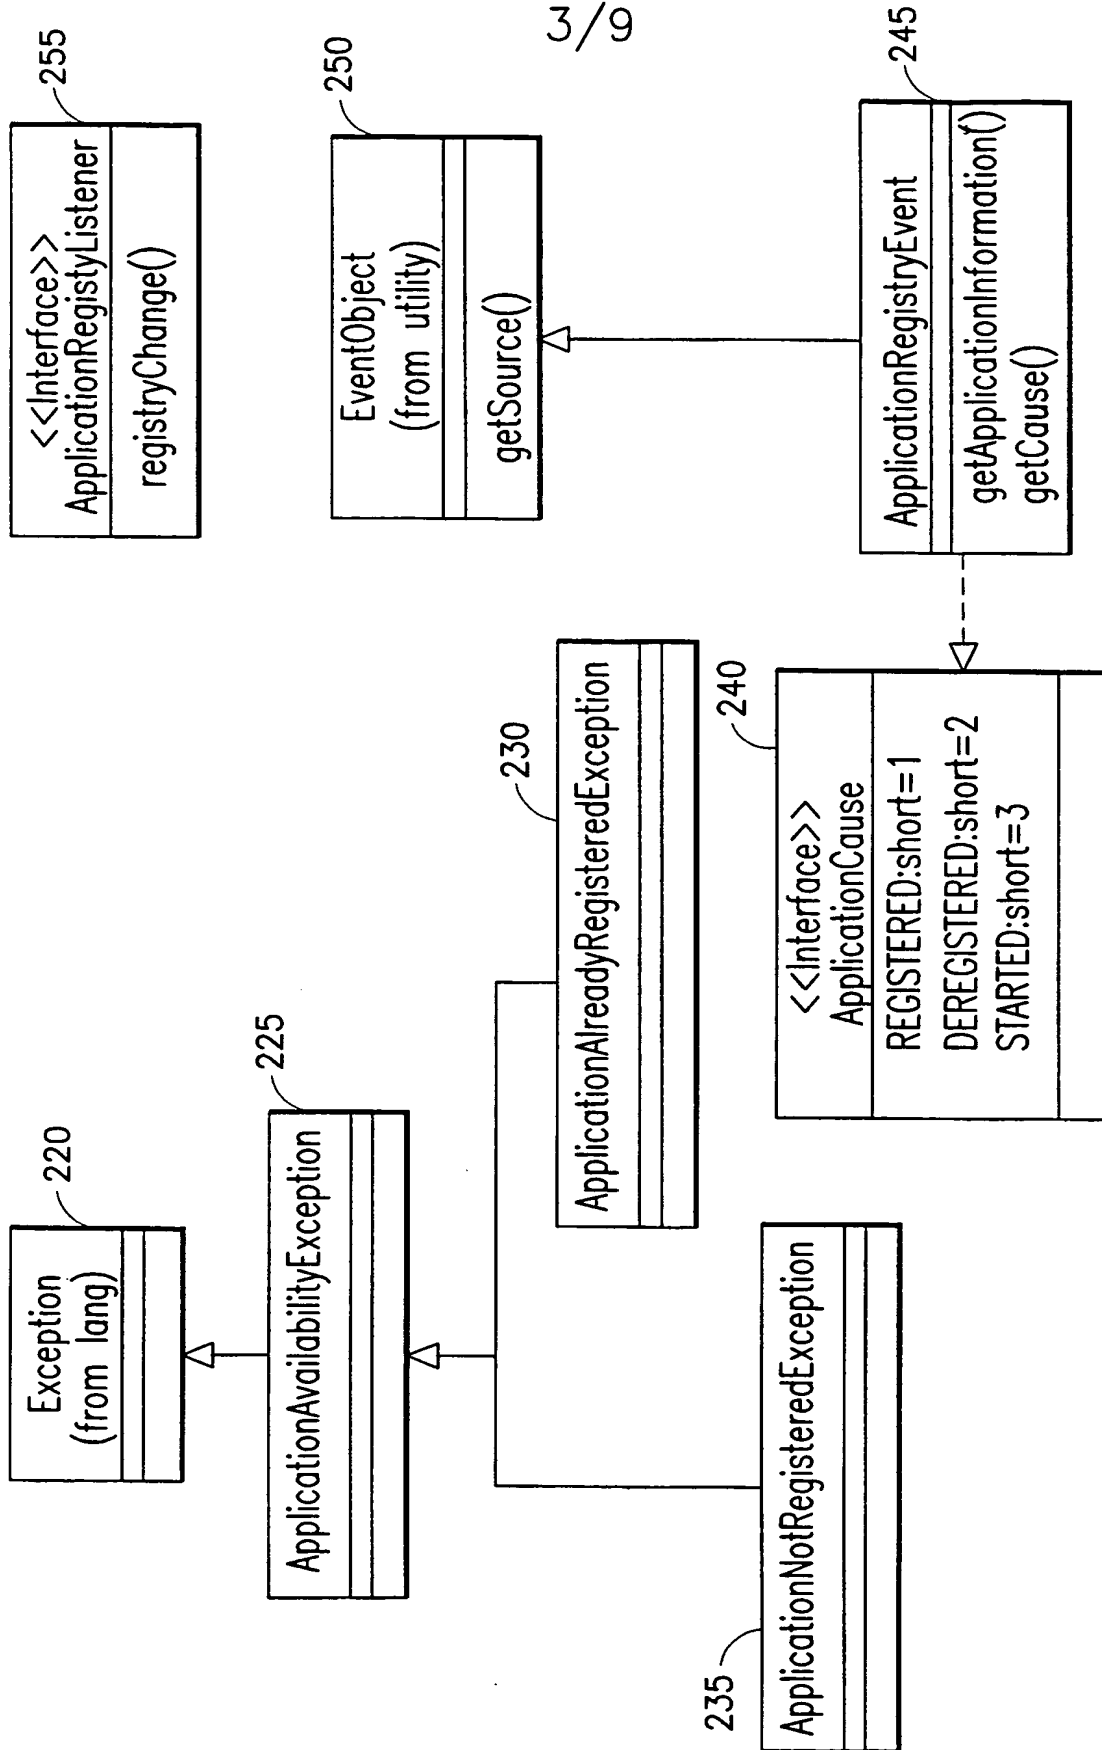 3/9
220
Exception
(from lang)
225
ApplicationAvailabilityException
235
ApplicationNotRegisteredException
230
ApplicationAlreadyRegisteredException
240
<<Interface>>
ApplicationCause
REGISTERED:short=1
DEREGISTERED:short=2
STARTED:short=3
255
<<Interface>>
ApplicationRegistyListener
registryChange()
250
EventObject
(from utility)
getSource()
245
ApplicationRegistryEvent
getApplicationInformation()
getCause()